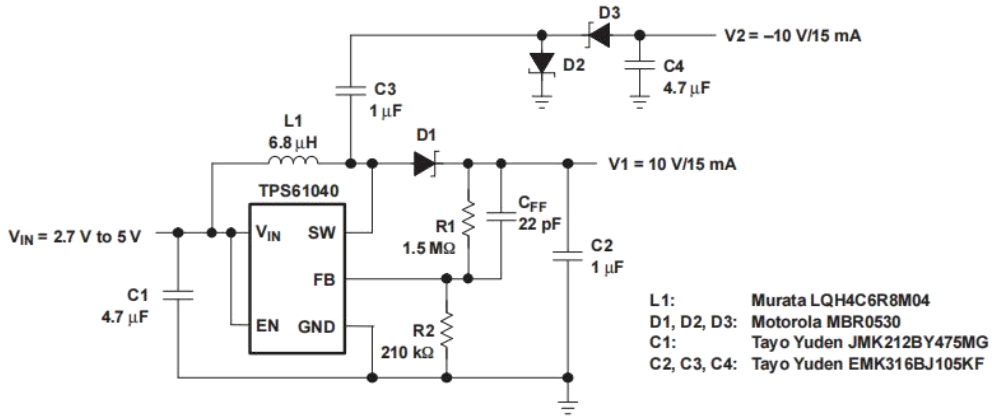 D3
V2 = –10 V/15 mA
D2
C4
4.7 µF
C3
1 µF
L1
6.8 µH
D1
V1 = 10 V/15 mA
TPS61040
VIN = 2.7 V to 5 V
VIN
SW
R1
1.5 MΩ
CFF
22 pF
C2
1 µF
FB
C1
4.7 µF
EN
GND
R2
210 kΩ
L1: Murata LQH4C6R8M04
D1, D2, D3: Motorola MBR0530
C1: Tayo Yuden JMK212BY475MG
C2, C3, C4: Tayo Yuden EMK316BJ105KF